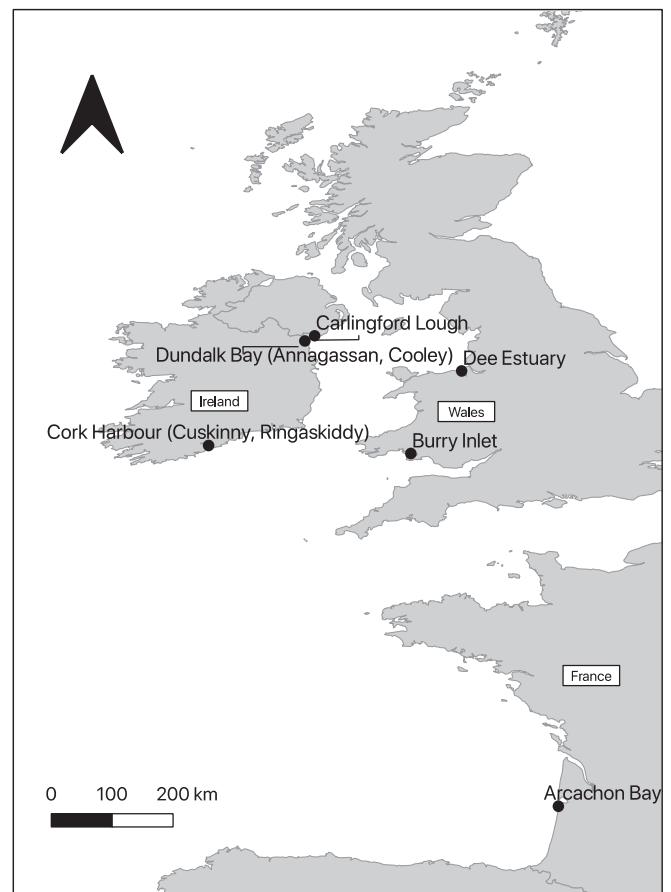 Carlingford Lough
Dundalk Bay (Annagassan, Cooley)
Dee Estuary
Ireland
Wales
Cork Harbour (Cuskinny, Ringaskiddy)
Burry Inlet
France
0 100 200 km
Arcachon Bay